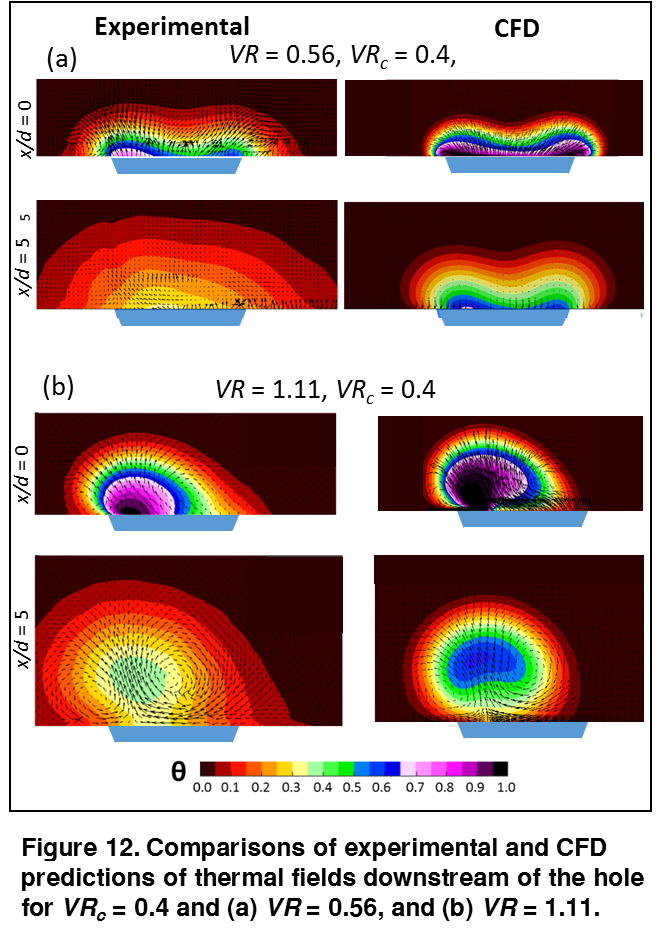 Experimental CFD
(a) VR = 0.56, VRc = 0.4,
x/d = 0
x/d = 5 5
(b) VR = 1.11, VRc = 0.4
x/d = 0
x/d = 5
θ
0.0 0.1 0.2 0.3 0.4 0.5 0.6 0.7 0.8 0.9 1.0
Figure 12. Comparisons of experimental and CFD
predictions of thermal fields downstream of the hole
for VRc = 0.4 and (a) VR = 0.56, and (b) VR = 1.11.